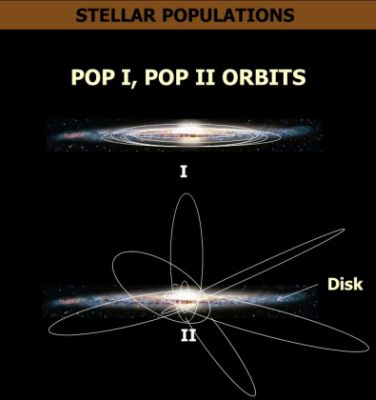 STELLAR POPULATIONS
POP I, POP II ORBITS
I
Disk
II